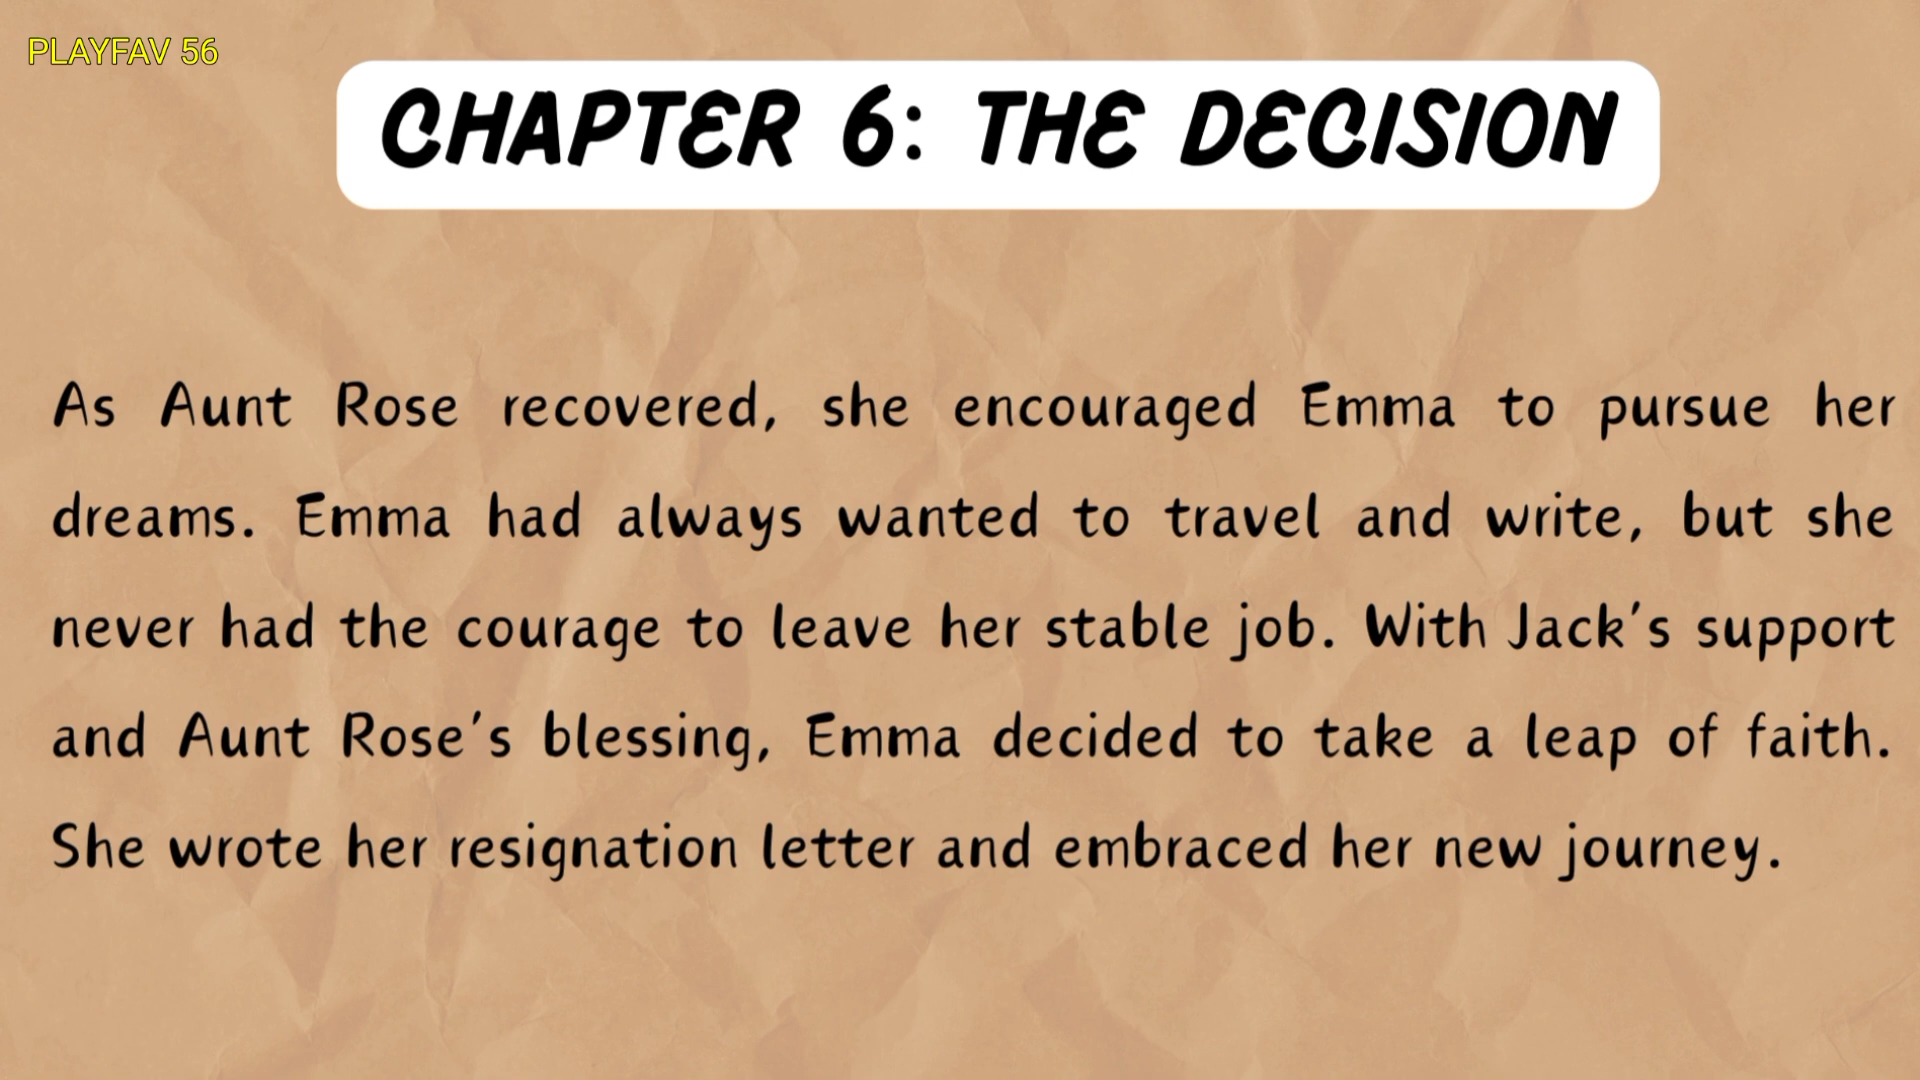 PLAYFAV 56
CHAPTER 6: THE DECISION
As Aunt Rose recovered, she encouraged Emma to pursue her
dreams. Emma had always wanted to travel and write, but she
never had the courage to leave her stable job. With Jack's support
and Aunt Rose's blessing, Emma decided to take a leap of faith.
She wrote her resignation letter and embraced her new journey.